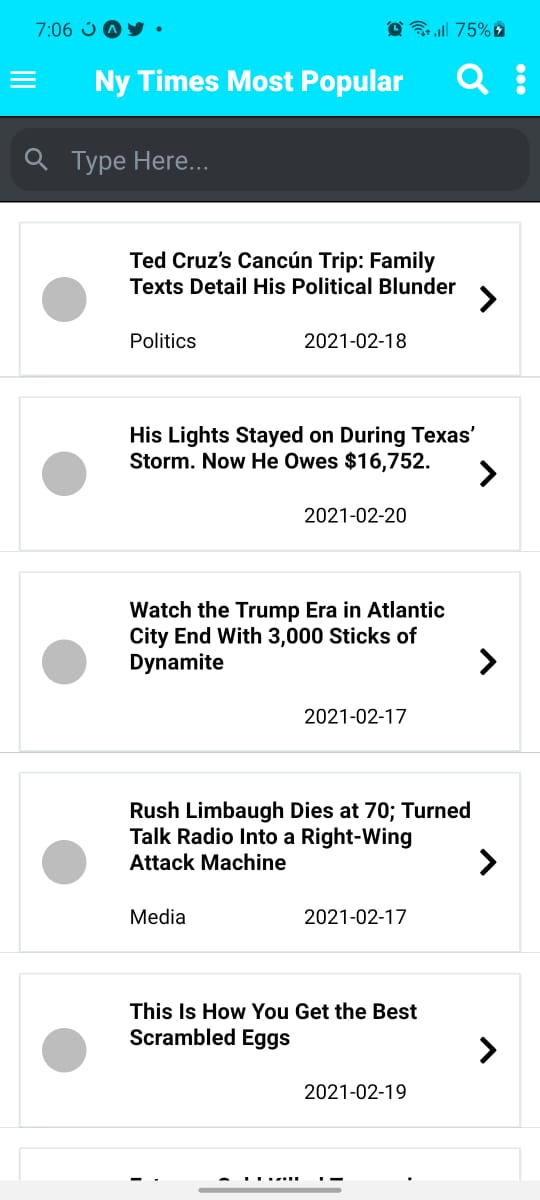 7:06
75%
Ny Times Most Popular
Type Here...
Ted Cruz’s Cancún Trip: Family
Texts Detail His Political Blunder
Politics 2021-02-18
His Lights Stayed on During Texas’
Storm. Now He Owes $16,752.
2021-02-20
Watch the Trump Era in Atlantic
City End With 3,000 Sticks of
Dynamite
2021-02-17
Rush Limbaugh Dies at 70; Turned
Talk Radio Into a Right-Wing
Attack Machine
Media 2021-02-17
This Is How You Get the Best
Scrambled Eggs
2021-02-19